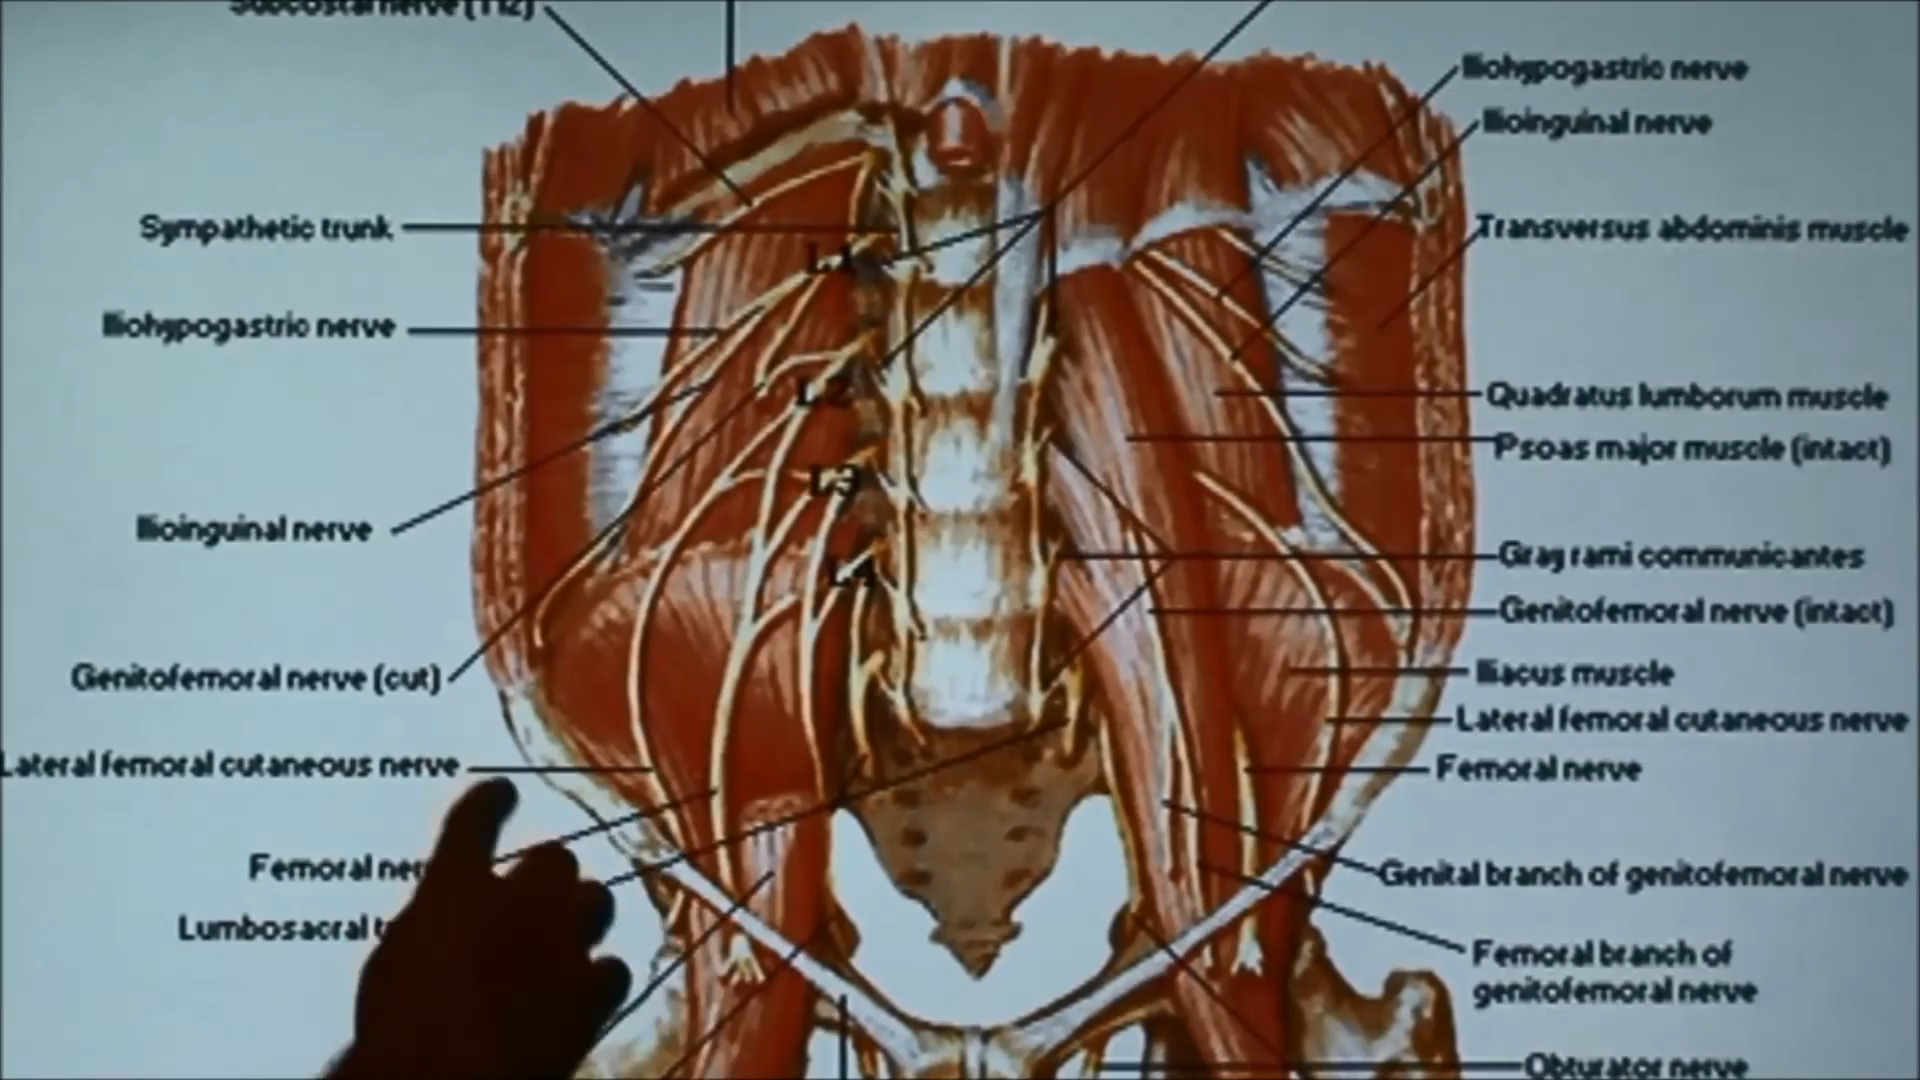 Subcostal nerve (T12)
Iliohypogastric nerve
Ilioinguinal nerve
Sympathetic trunk
Transversus abdominis muscle
L1
Iliohypogastric nerve
L2
Quadratus lumborum muscle
Psoas major muscle (intact)
L3
Ilioinguinal nerve
Gray rami communicantes
L4
Genitofemoral nerve (intact)
Genitofemoral nerve (cut)
Iliacus muscle
Lateral femoral cutaneous nerve
Lateral femoral cutaneous nerve
Femoral nerve
Femoral
Genital branch of genitofemoral nerve
Lumbosacral
Femoral branch of
genitofemoral nerve
Obturator nerve